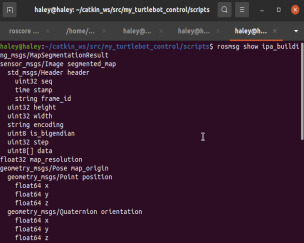 haley@haley: ~/catkin_ws/src/my_turtlebot_control/scripts
roscore ...
/home/...
haley@...
haley@...
haley@h...
haley@haley:~/catkin_ws/src/my_turtlebot_control/scripts$ rosmsg show ipa_buildi
ng_msgs/MapSegmentationResult
sensor_msgs/Image segmented_map
  std_msgs/Header header
    uint32 seq
    time stamp
    string frame_id
  uint32 height
  uint32 width
  string encoding
  uint8 is_bigendian
  uint32 step
  uint8[] data
float32 map_resolution
geometry_msgs/Pose map_origin
  geometry_msgs/Point position
    float64 x
    float64 y
    float64 z
  geometry_msgs/Quaternion orientation
    float64 x
    float64 y
    float64 z